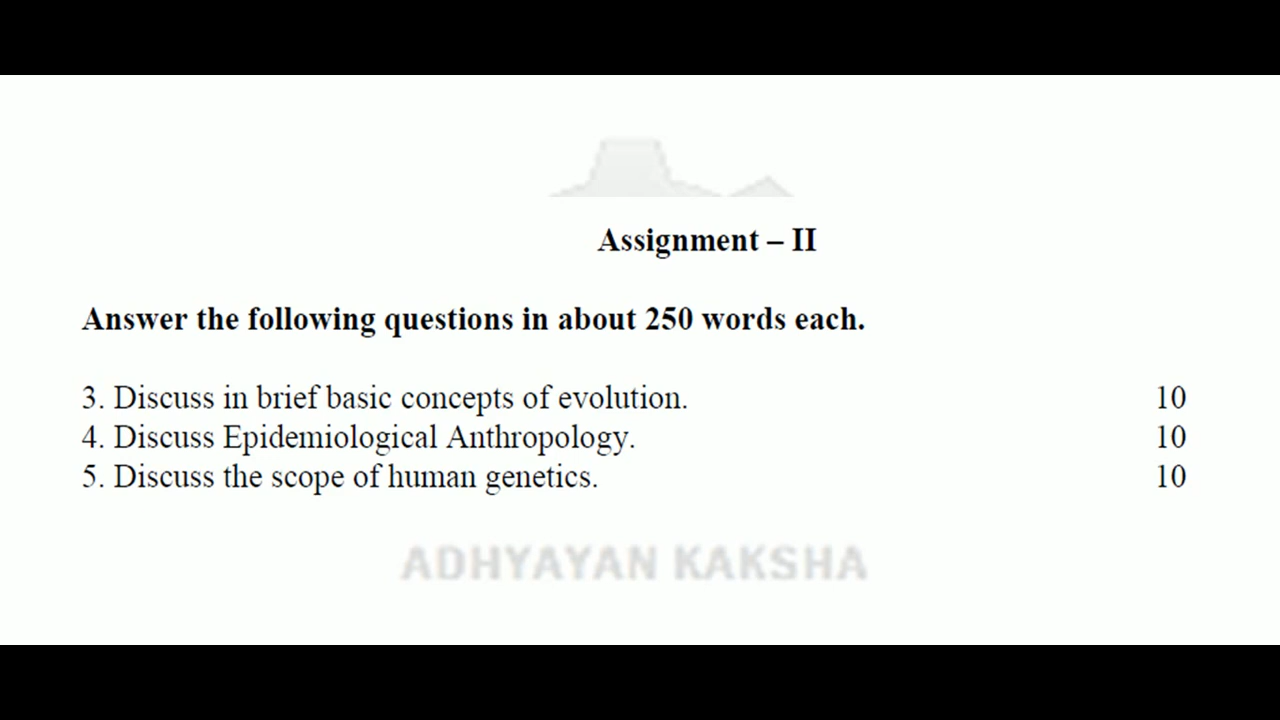 Assignment – II
Answer the following questions in about 250 words each.
3. Discuss in brief basic concepts of evolution. 10
4. Discuss Epidemiological Anthropology. 10
5. Discuss the scope of human genetics. 10
ADHYAYAN KAKSHA